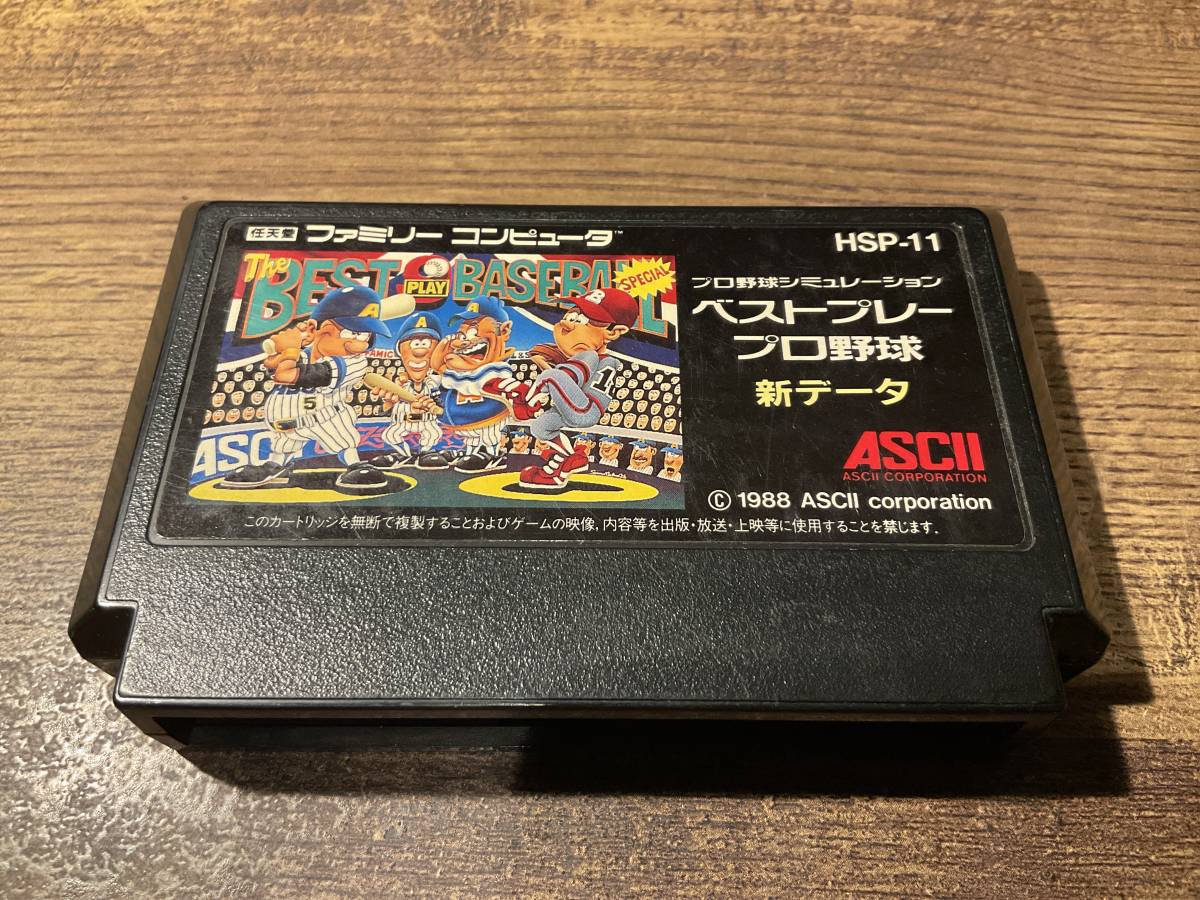 任天堂 ファミリー コンピュータ™
HSP-11
The BEST PLAY BASEBALL
SPECIAL
A
A
A
B
5
1
ASCII
プロ野球シミュレーション
ベストプレー
プロ野球
新データ
ASCII
ASCII CORPORATION
© 1988 ASCII corporation
このカートリッジを無断で複製することおよびゲームの映像,内容等を出版・放送・上映等に使用することを禁じます.